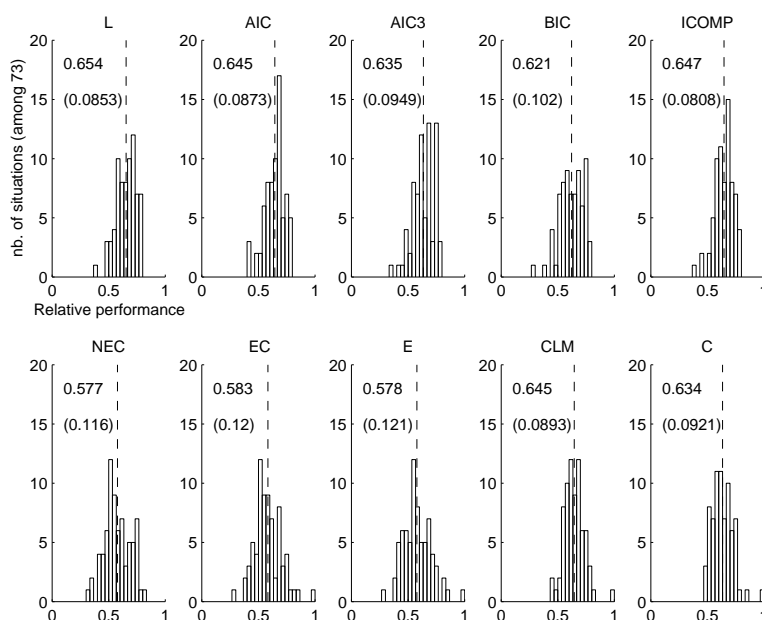 L AIC AIC3 BIC ICOMP
nb. of situations (among 73)
20 20 20 20 20
0.654 0.645 0.635 0.621 0.647
15 15 15 15 15
(0.0853) (0.0873) (0.0949) (0.102) (0.0808)
10 10 10 10 10
5 5 5 5 5
0 0 0 0 0
0 0.5 1 0 0.5 1 0 0.5 1 0 0.5 1 0 0.5 1
Relative performance
NEC EC E CLM C
20 20 20 20 20
0.577 0.583 0.578 0.645 0.634
15 15 15 15 15
(0.116) (0.12) (0.121) (0.0893) (0.0921)
10 10 10 10 10
5 5 5 5 5
0 0 0 0 0
0 0.5 1 0 0.5 1 0 0.5 1 0 0.5 1 0 0.5 1